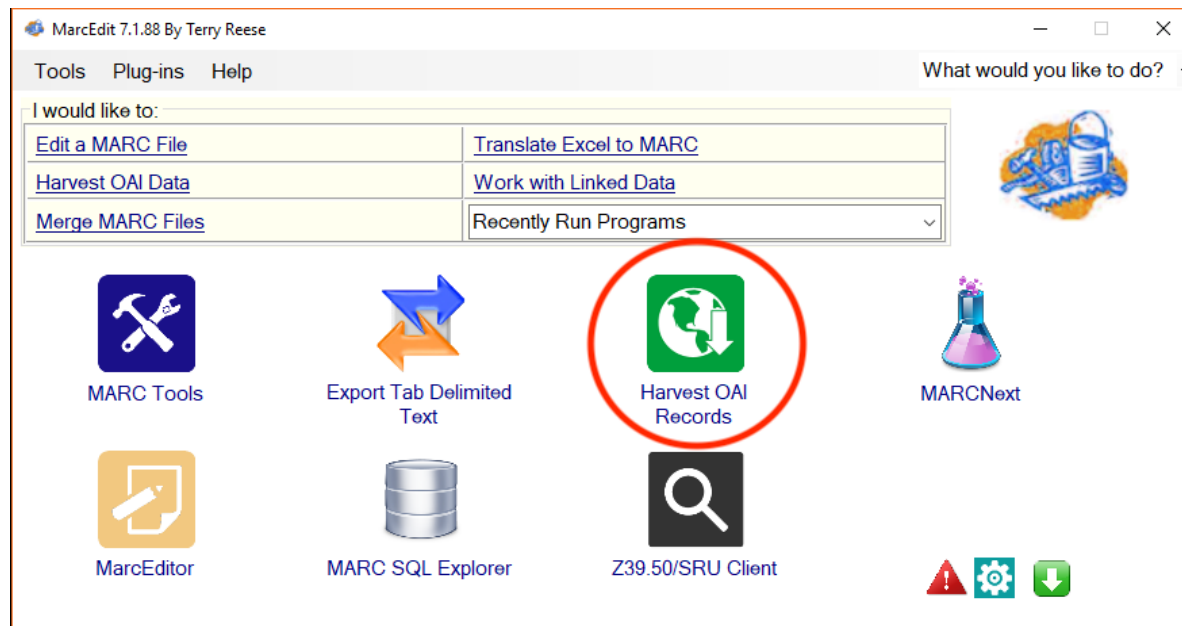 MarcEdit 7.1.88 By Terry Reese
Tools Plug-ins Help What would you like to do?
I would like to:
Edit a MARC File Translate Excel to MARC
Harvest OAI Data Work with Linked Data
Merge MARC Files Recently Run Programs
MARC Tools Export Tab Delimited Harvest OAI MARCNext
Text Records
MarcEditor MARC SQL Explorer Z39.50/SRU Client